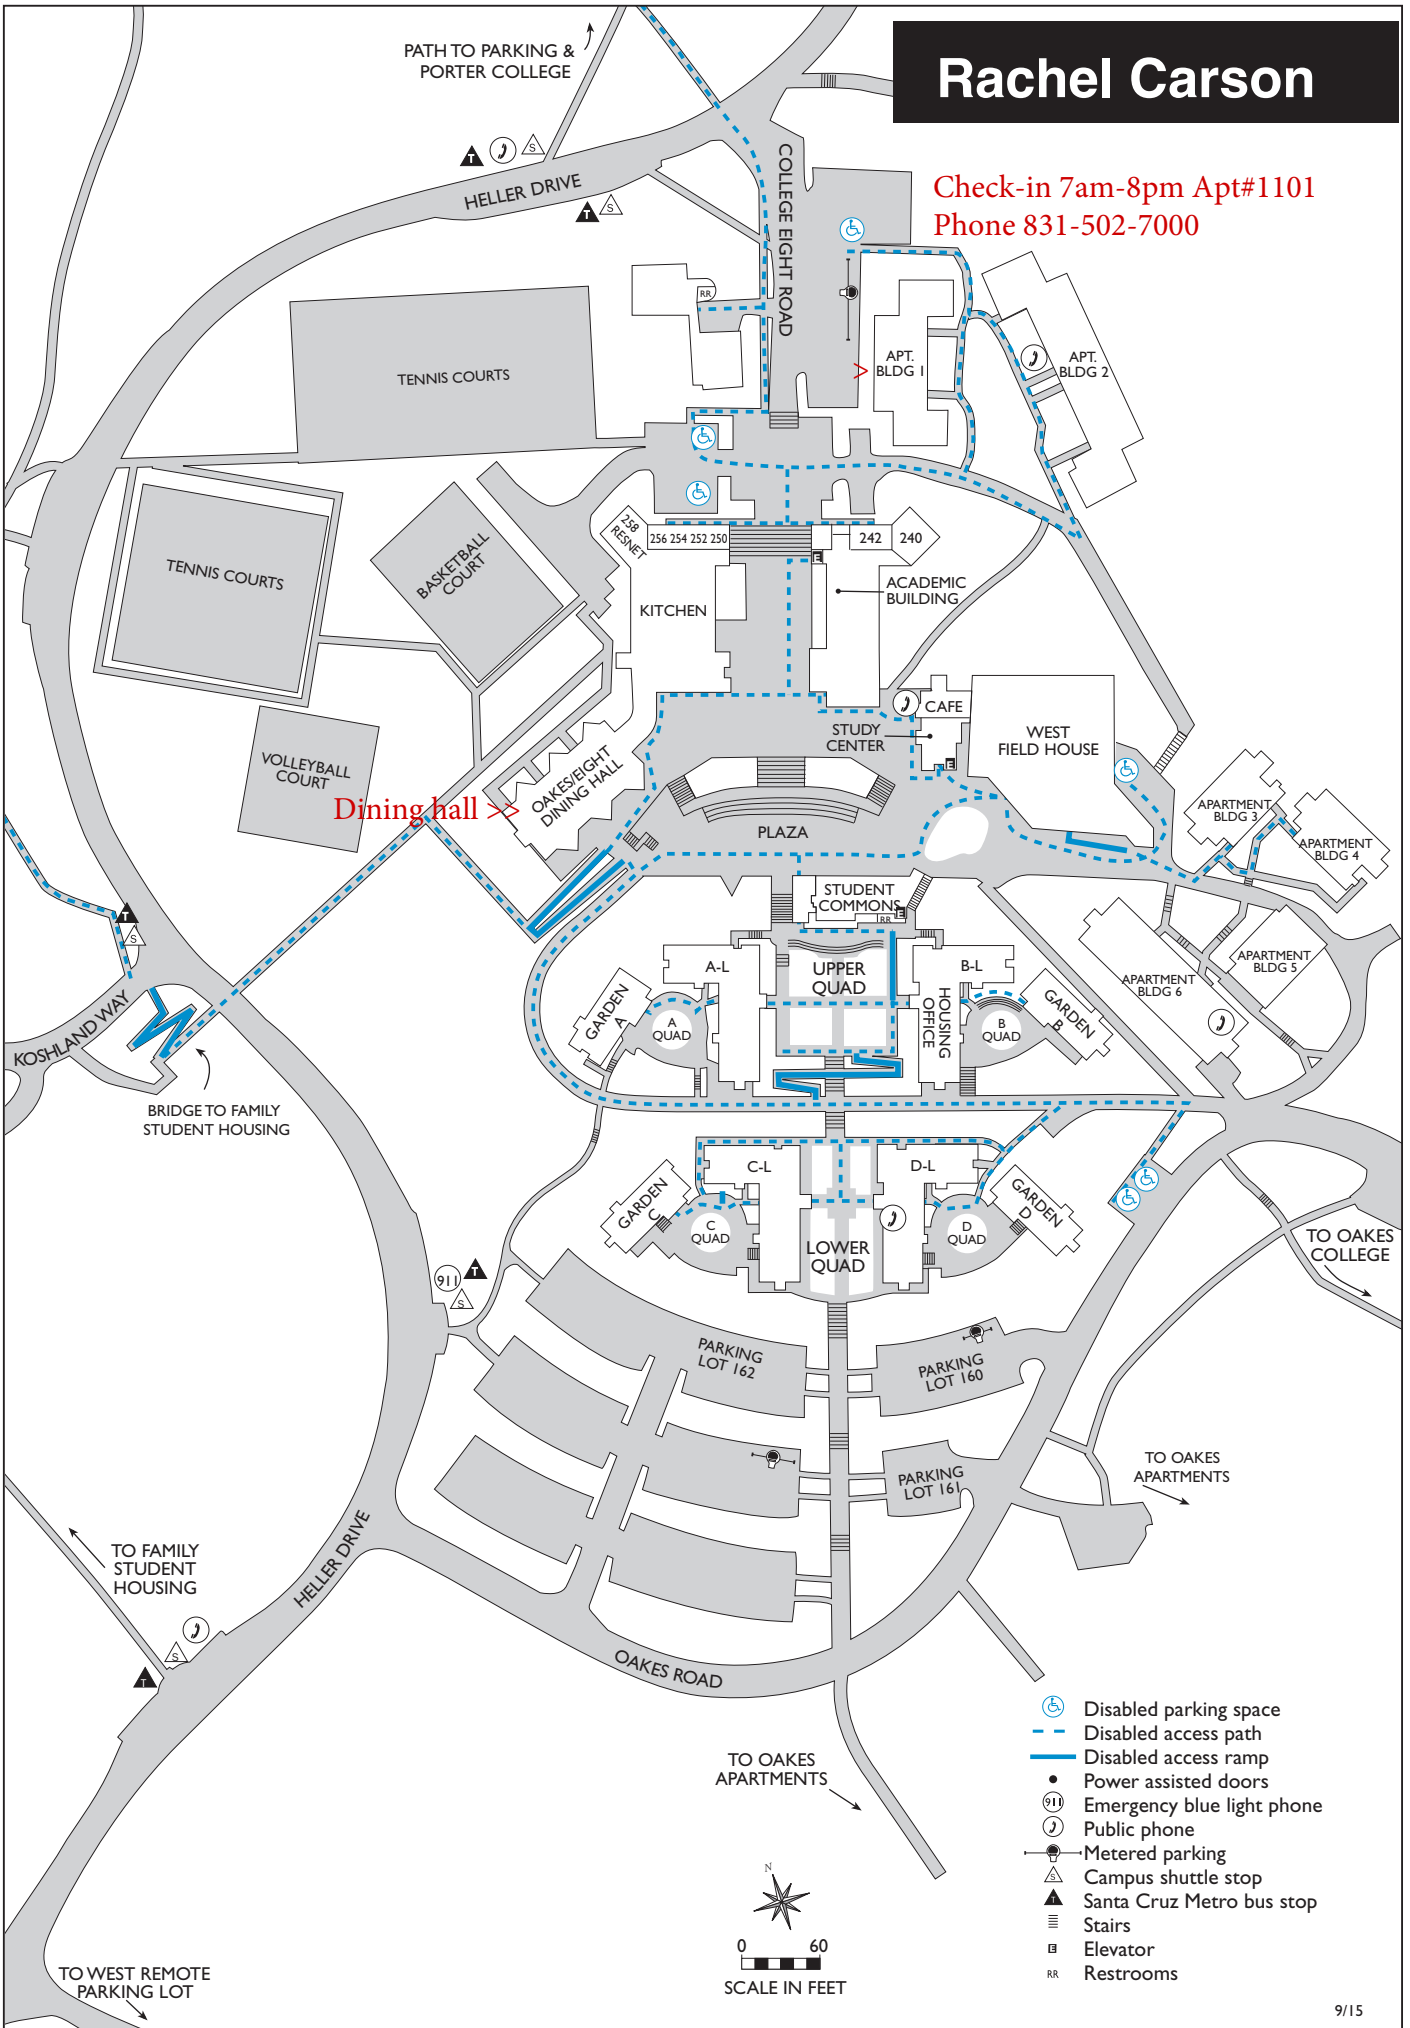 PATH TO PARKING &
PORTER COLLEGE
Rachel Carson
Check-in 7am-8pm Apt#1101
Phone 831-502-7000
T
S
HELLER DRIVE
T
S
COLLEGE EIGHT ROAD
RR
APT.
BLDG 1
>
APT.
BLDG 2
TENNIS COURTS
TENNIS COURTS
BASKETBALL
COURT
258
RESNET
256 254 252 250
242
240
E
KITCHEN
ACADEMIC
BUILDING
CAFE
STUDY
CENTER
E
WEST
FIELD HOUSE
VOLLEYBALL
COURT
Dining hall >>
OAKES/EIGHT
DINING HALL
PLAZA
APARTMENT
BLDG 3
APARTMENT
BLDG 4
STUDENT
COMMONS
E
RR
T
S
A-L
UPPER
QUAD
B-L
APARTMENT
BLDG 5
APARTMENT
BLDG 6
GARDEN
A
A
QUAD
HOUSING
OFFICE
B
QUAD
GARDEN
B
KOSHLAND WAY
BRIDGE TO FAMILY
STUDENT HOUSING
C-L
D-L
GARDEN
C
C
QUAD
LOWER
QUAD
D
QUAD
GARDEN
D
TO OAKES
COLLEGE
911
T
S
PARKING
LOT 162
PARKING
LOT 160
PARKING
LOT 161
TO OAKES
APARTMENTS
TO FAMILY
STUDENT
HOUSING
HELLER DRIVE
S
T
OAKES ROAD
TO OAKES
APARTMENTS
Disabled parking space
Disabled access path
Disabled access ramp
Power assisted doors
911 Emergency blue light phone
Public phone
Metered parking
S Campus shuttle stop
T Santa Cruz Metro bus stop
Stairs
E Elevator
RR Restrooms
N
0 60
SCALE IN FEET
TO WEST REMOTE
PARKING LOT
9/15